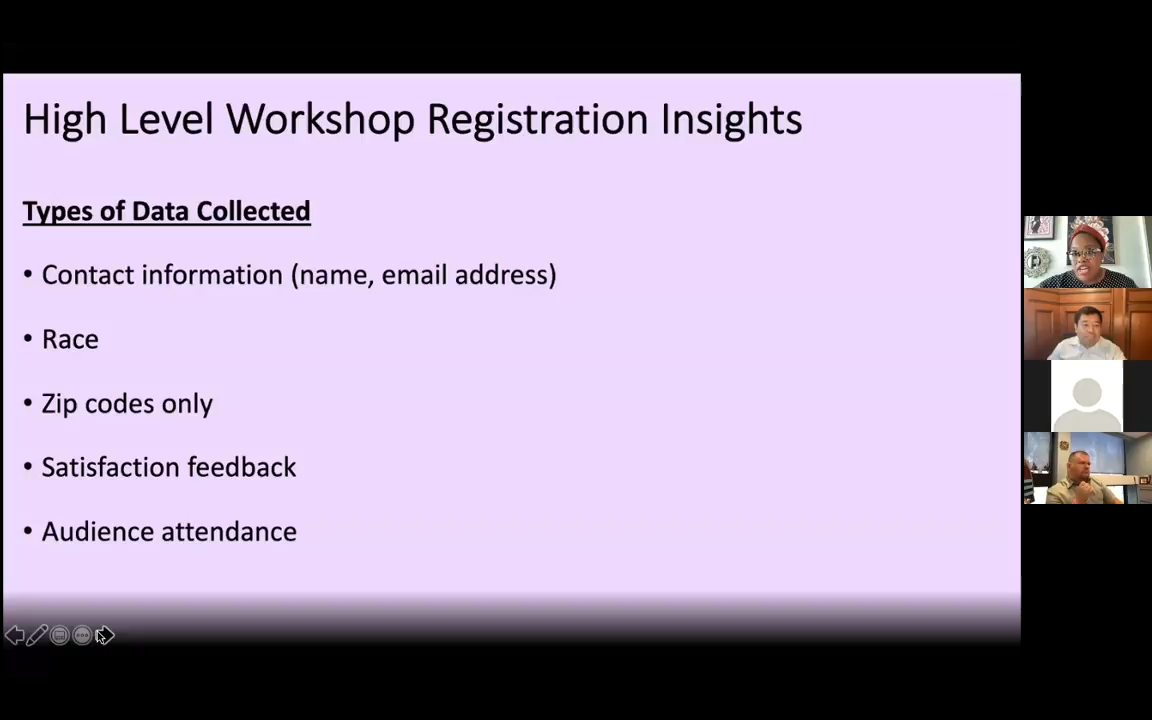 High Level Workshop Registration Insights
Types of Data Collected
• Contact information (name, email address)
• Race
• Zip codes only
• Satisfaction feedback
• Audience attendance